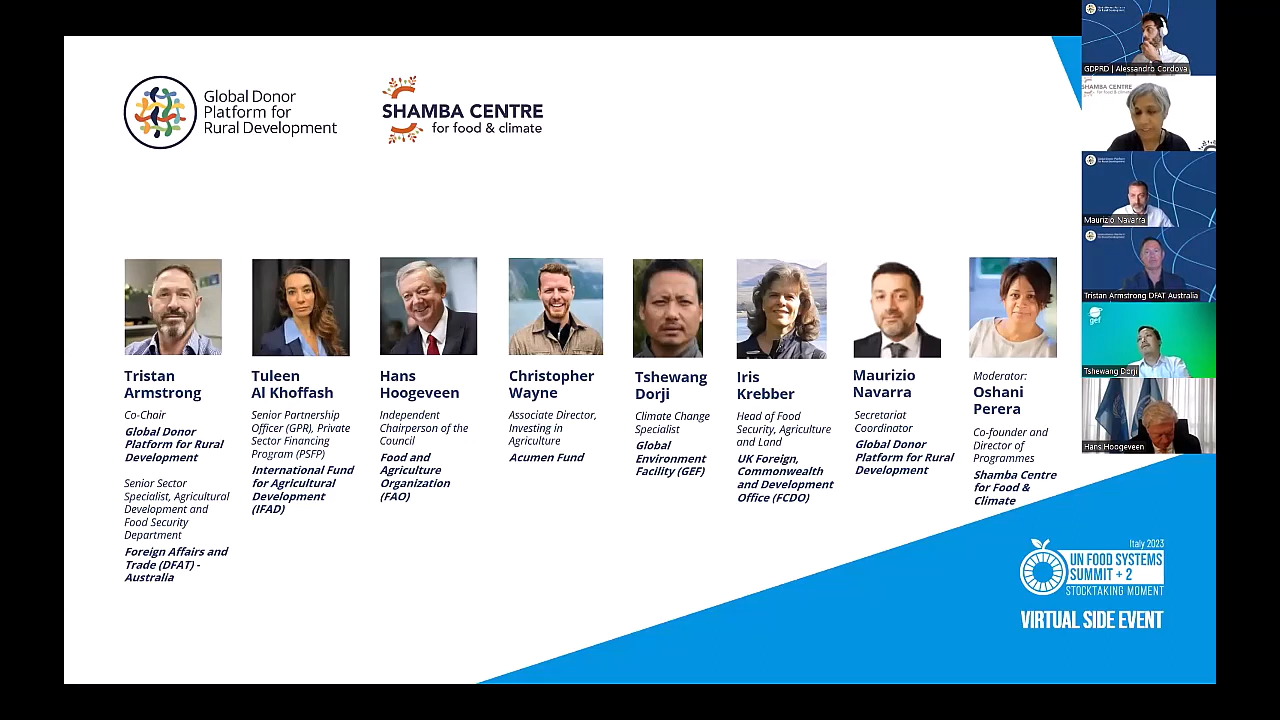 Global Donor
Platform for
Rural Development
SHAMBA CENTRE
for food & climate
Tristan
Armstrong
Co-Chair
Global Donor
Platform for Rural
Development
Senior Sector
Specialist, Agricultural
Development and
Food Security
Department
Foreign Affairs and
Trade (DFAT) -
Australia
Tuleen
Al Khoffash
Senior Partnership
Officer (GPR), Private
Sector Financing
Program (PSFP)
International Fund
for Agricultural
Development
(IFAD)
Hans
Hoogeveen
Independent
Chairperson of the
Council
Food and
Agriculture
Organization
(FAO)
Christopher
Wayne
Associate Director,
Investing in
Agriculture
Acumen Fund
Tshewang
Dorji
Climate Change
Specialist
Global
Environment
Facility (GEF)
Iris
Krebber
Head of Food
Security, Agriculture
and Land
UK Foreign,
Commonwealth
and Development
Office (FCDO)
Maurizio
Navarra
Secretariat
Coordinator
Global Donor
Platform for Rural
Development
Moderator:
Oshani
Perera
Co-founder and
Director of
Programmes
Shamba Centre
for Food &
Climate
Italy 2023
UN FOOD SYSTEMS
SUMMIT + 2
STOCKTAKING MOMENT
VIRTUAL SIDE EVENT
GDPRD | Alessandro Cordova
SHAMBA CENTRE
for food & climate
Maurizio Navarra
Tristan Armstrong DFAT Australia
gef
Tshewang Dorji
Hans Hoogeveen